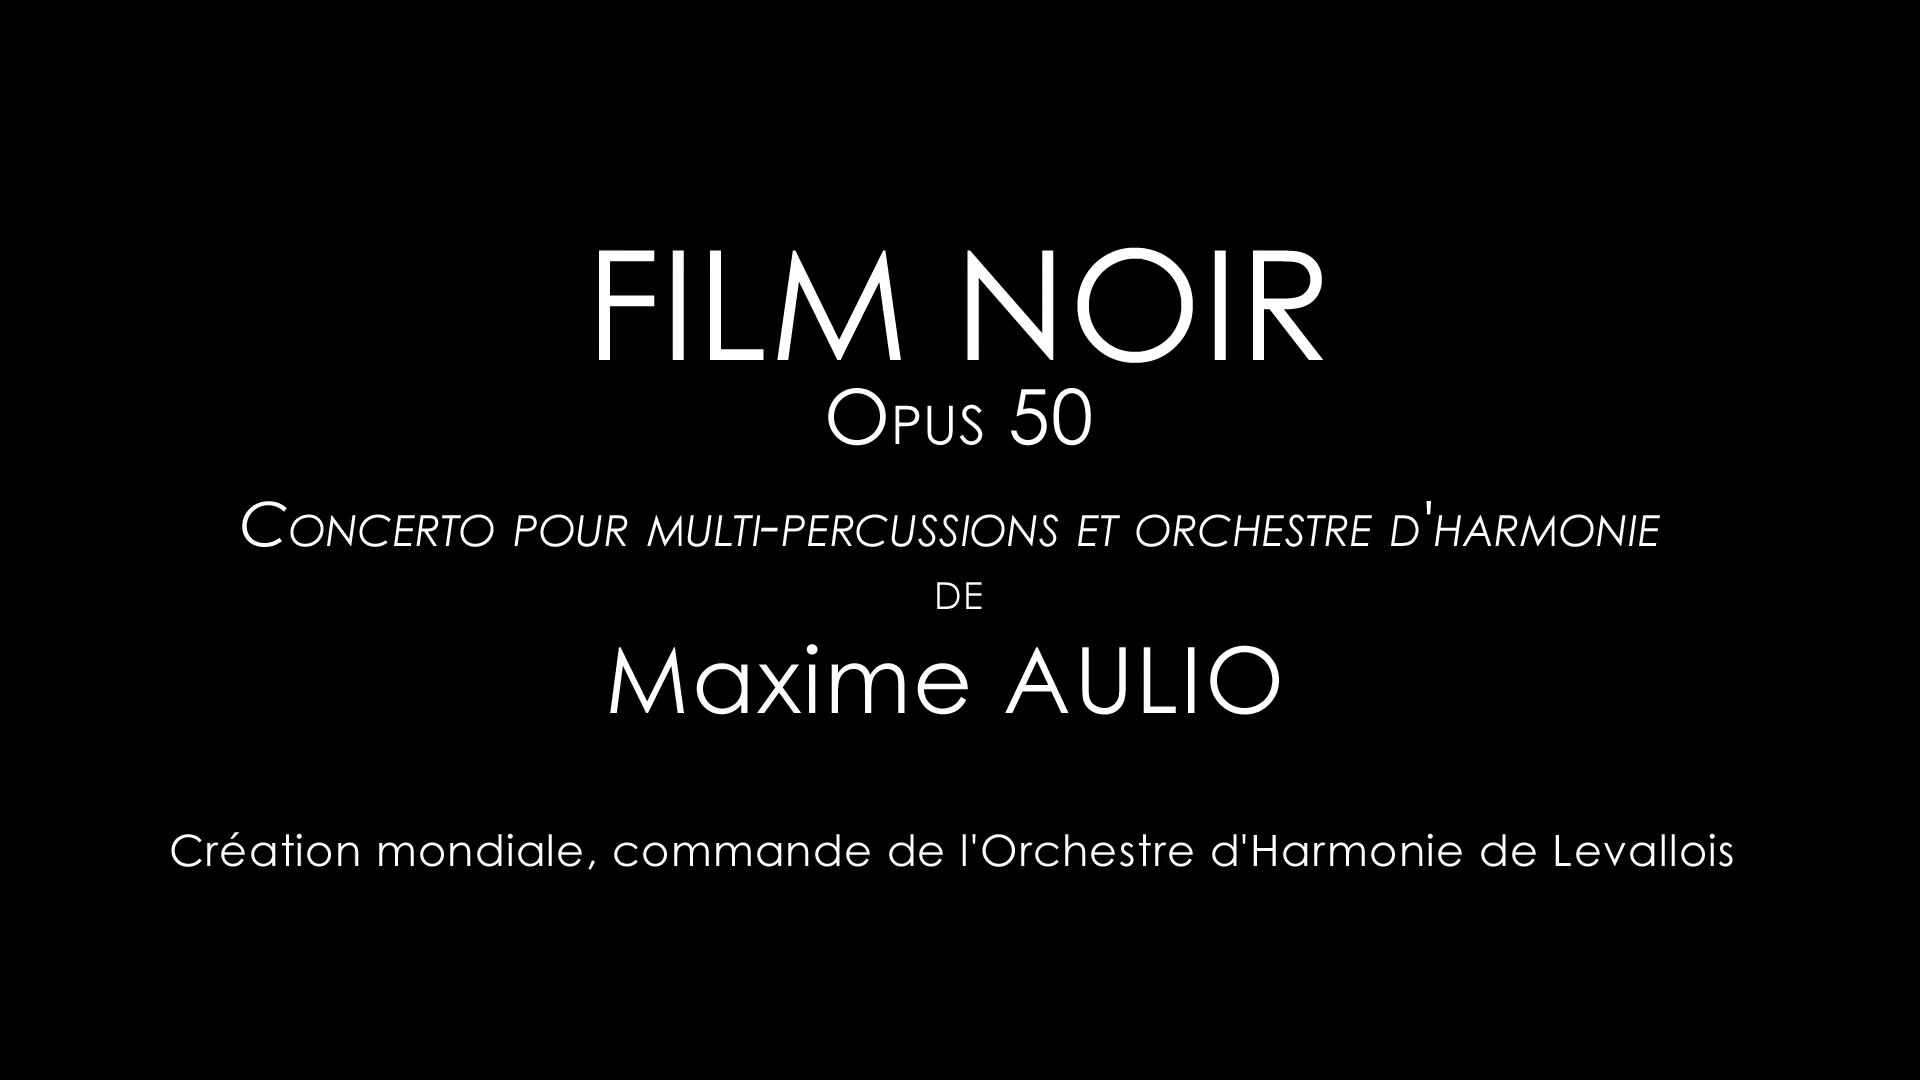 FILM NOIR
Opus 50
Concerto pour multi-percussions et orchestre d'harmonie
de
Maxime AULIO
Création mondiale, commande de l'Orchestre d'Harmonie de Levallois